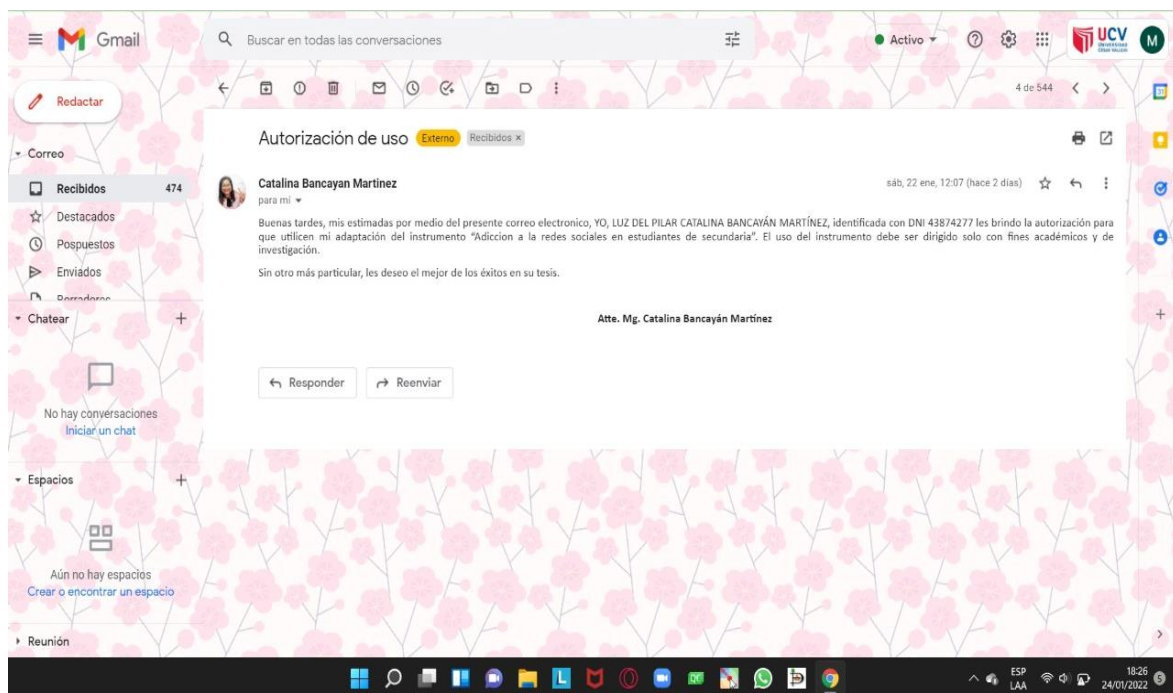 Gmail
Buscar en todas las conversaciones
Activo
UCV
UNIVERSIDAD
CÉSAR VALLEJO
M
Redactar
4 de 544
Correo
Recibidos 474
Destacados
Pospuestos
Enviados
Borradores
Chatear
No hay conversaciones
Iniciar un chat
Espacios
Aún no hay espacios
Crear o encontrar un espacio
Reunión
Autorización de uso Externo Recibidos ×
Catalina Bancayan Martinez
sáb, 22 ene, 12:07 (hace 2 días)
para mí
Buenas tardes, mis estimadas por medio del presente correo electronico, YO, LUZ DEL PILAR CATALINA BANCAYÁN MARTÍNEZ, identificada con DNI 43874277 les brindo la autorización para
que utilicen mi adaptación del instrumento “Adiccion a la redes sociales en estudiantes de secundaria”. El uso del instrumento debe ser dirigido solo con fines académicos y de
investigación.
Sin otro más particular, les deseo el mejor de los éxitos en su tesis.
Atte. Mg. Catalina Bancayán Martínez
Responder
Reenviar
ESP
LAA
18:26
24/01/2022